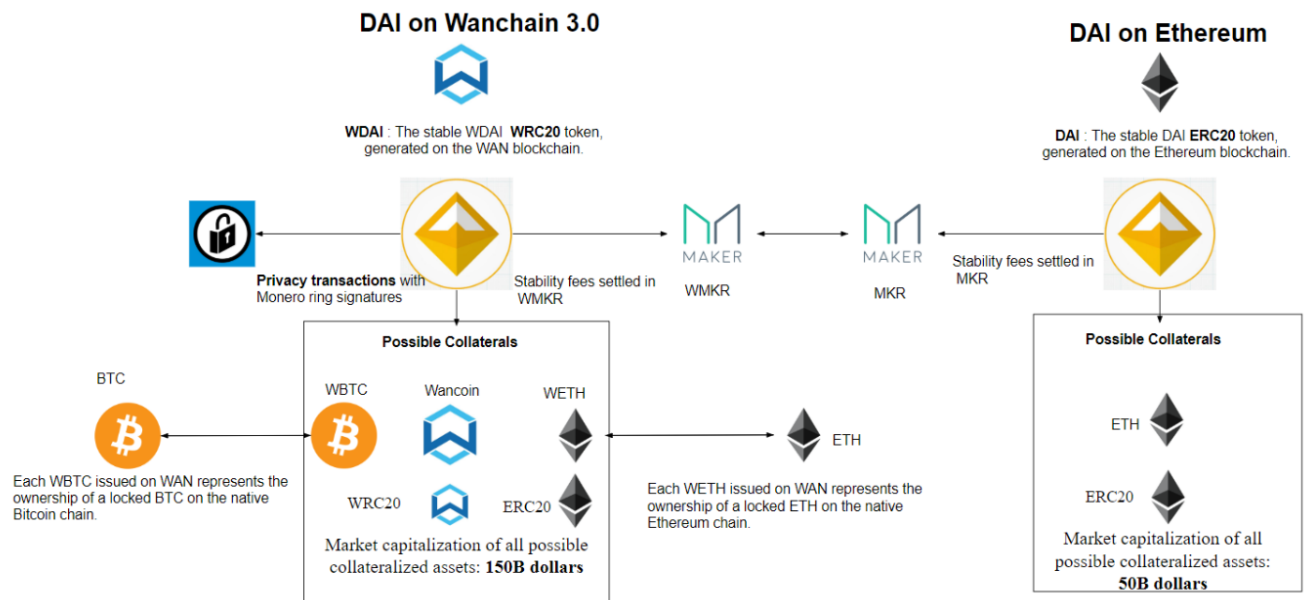 DAI on Wanchain 3.0
WDAI : The stable WDAI WRC20 token,
generated on the WAN blockchain.
DAI on Ethereum
DAI : The stable DAI ERC20 token,
generated on the Ethereum blockchain.
Privacy transactions with
Monero ring signatures
Stability fees settled in
WMKR
MAKER
WMKR
MAKER
MKR
Stability fees settled in
MKR
Possible Collaterals
BTC
WBTC
Wancoin
WETH
ETH
Each WBTC issued on WAN represents the
ownership of a locked BTC on the native
Bitcoin chain.
WRC20
ERC20
Each WETH issued on WAN represents the
ownership of a locked ETH on the native
Ethereum chain.
Market capitalization of all possible
collateralized assets: 150B dollars
Possible Collaterals
ETH
ERC20
Market capitalization of all
possible collateralized assets:
50B dollars